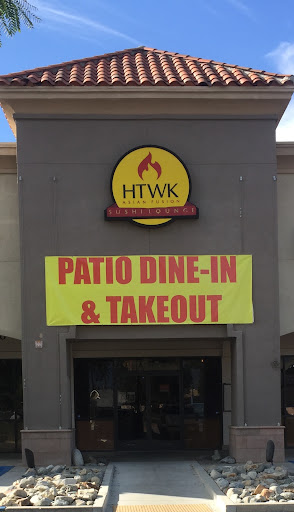 HTWK
ASIAN FUSION
SUSHI LOUNGE
PATIO DINE-IN
& TAKEOUT